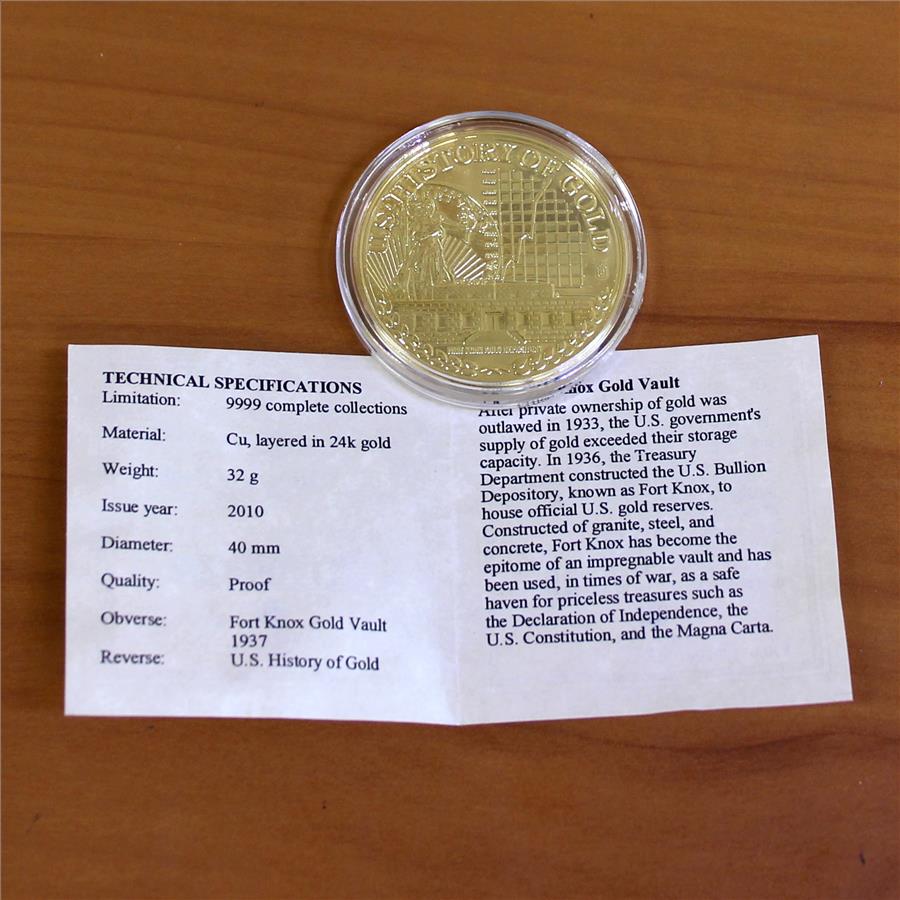 U.S. HISTORY OF GOLD
TECHNICAL SPECIFICATIONS
Limitation: 9999 complete collections
Material: Cu, layered in 24k gold
Weight: 32 g
Issue year: 2010
Diameter: 40 mm
Quality: Proof
Obverse: Fort Knox Gold Vault
1937
Reverse: U.S. History of Gold
Knox Gold Vault
After private ownership of gold was
outlawed in 1933, the U.S. government's
supply of gold exceeded their storage
capacity. In 1936, the Treasury
Department constructed the U.S. Bullion
Depository, known as Fort Knox, to
house official U.S. gold reserves.
Constructed of granite, steel, and
concrete, Fort Knox has become the
epitome of an impregnable vault and has
been used, in times of war, as a safe
haven for priceless treasures such as
the Declaration of Independence, the
U.S. Constitution, and the Magna Carta.